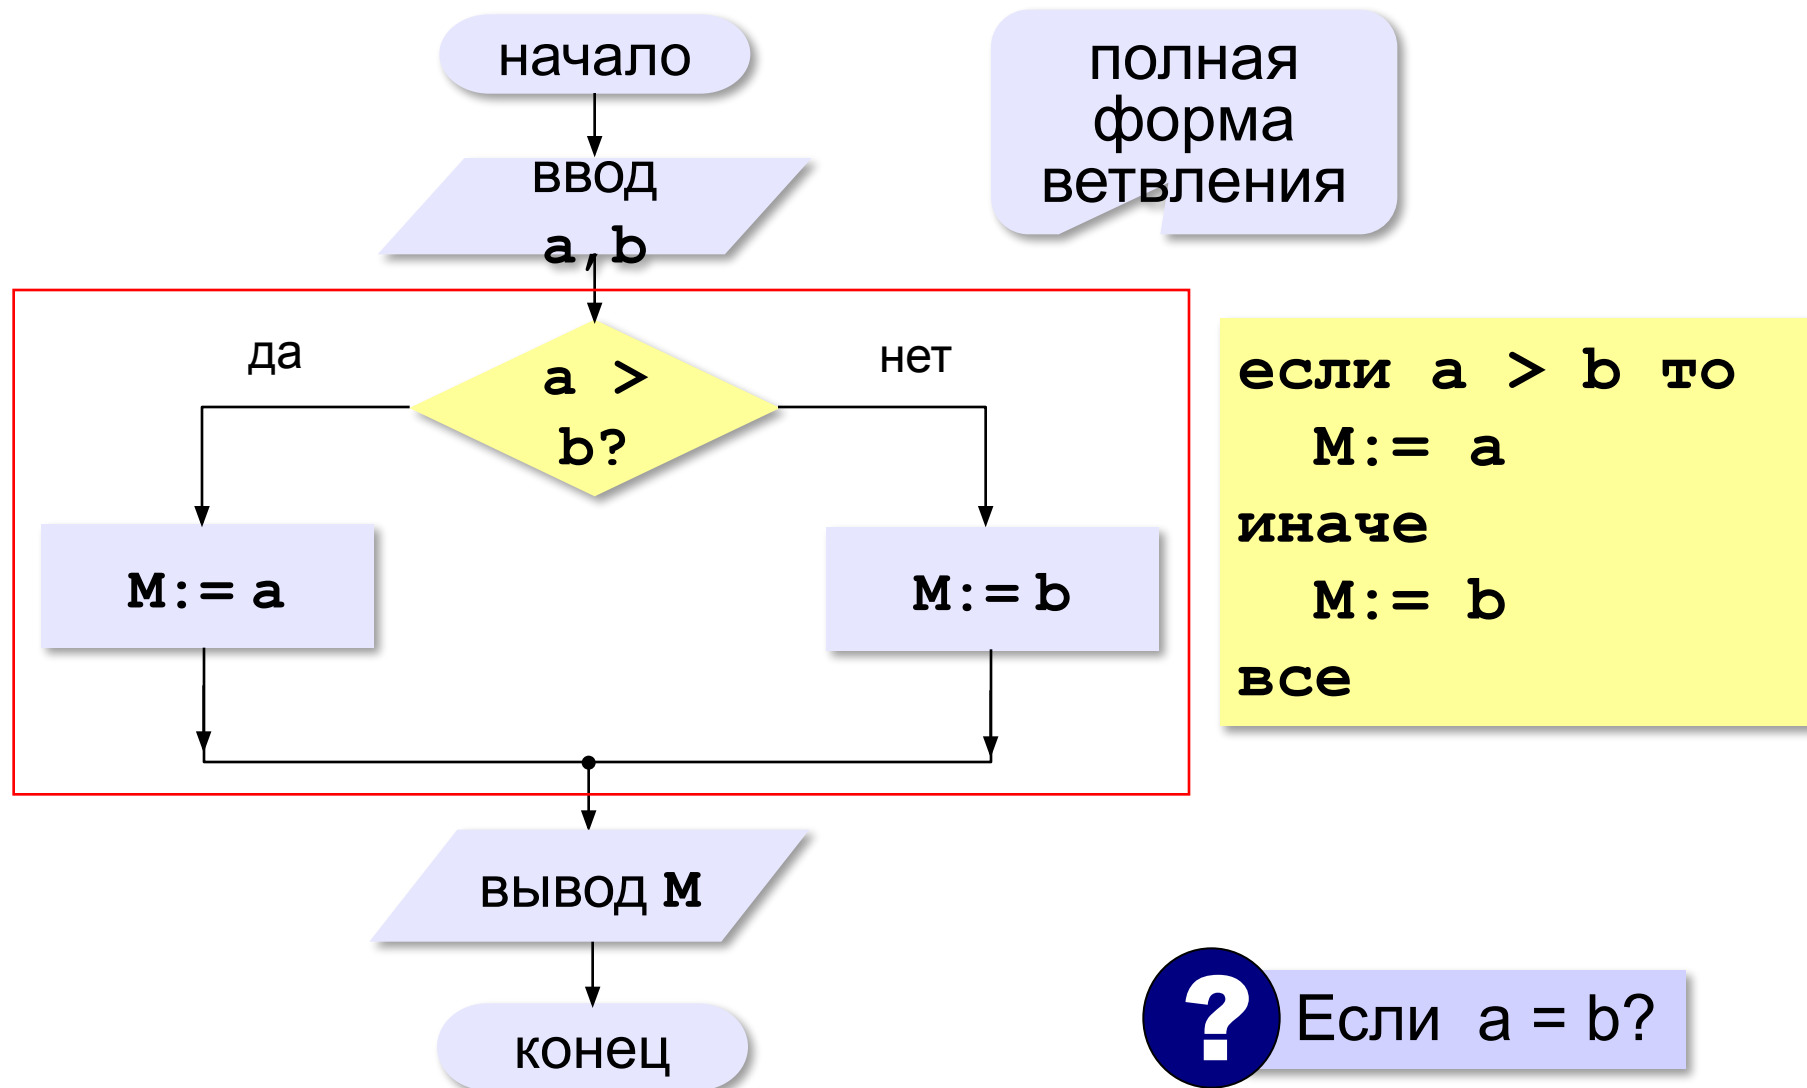 начало
полная
форма
ветвления
ввод
a,b
да
a >
b?
нет
M:= a
M:= b
если a > b то
M:= a
иначе
M:= b
все
вывод M
конец
? Если a = b?